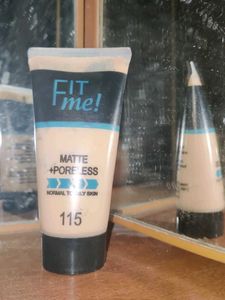 FIT
me!
MATTE
+PORELESS
NORMAL TO OILY SKIN
115